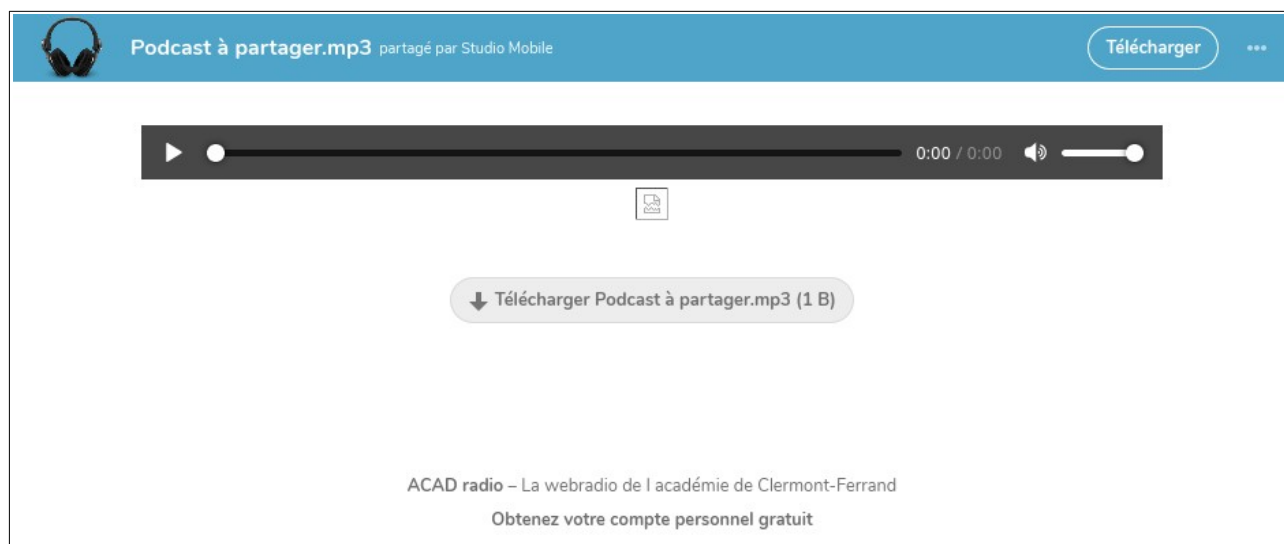 Podcast à partager.mp3 partagé par Studio Mobile
Télécharger
0:00 / 0:00
Télécharger Podcast à partager.mp3 (1 B)
ACAD radio – La webradio de l académie de Clermont-Ferrand
Obtenez votre compte personnel gratuit